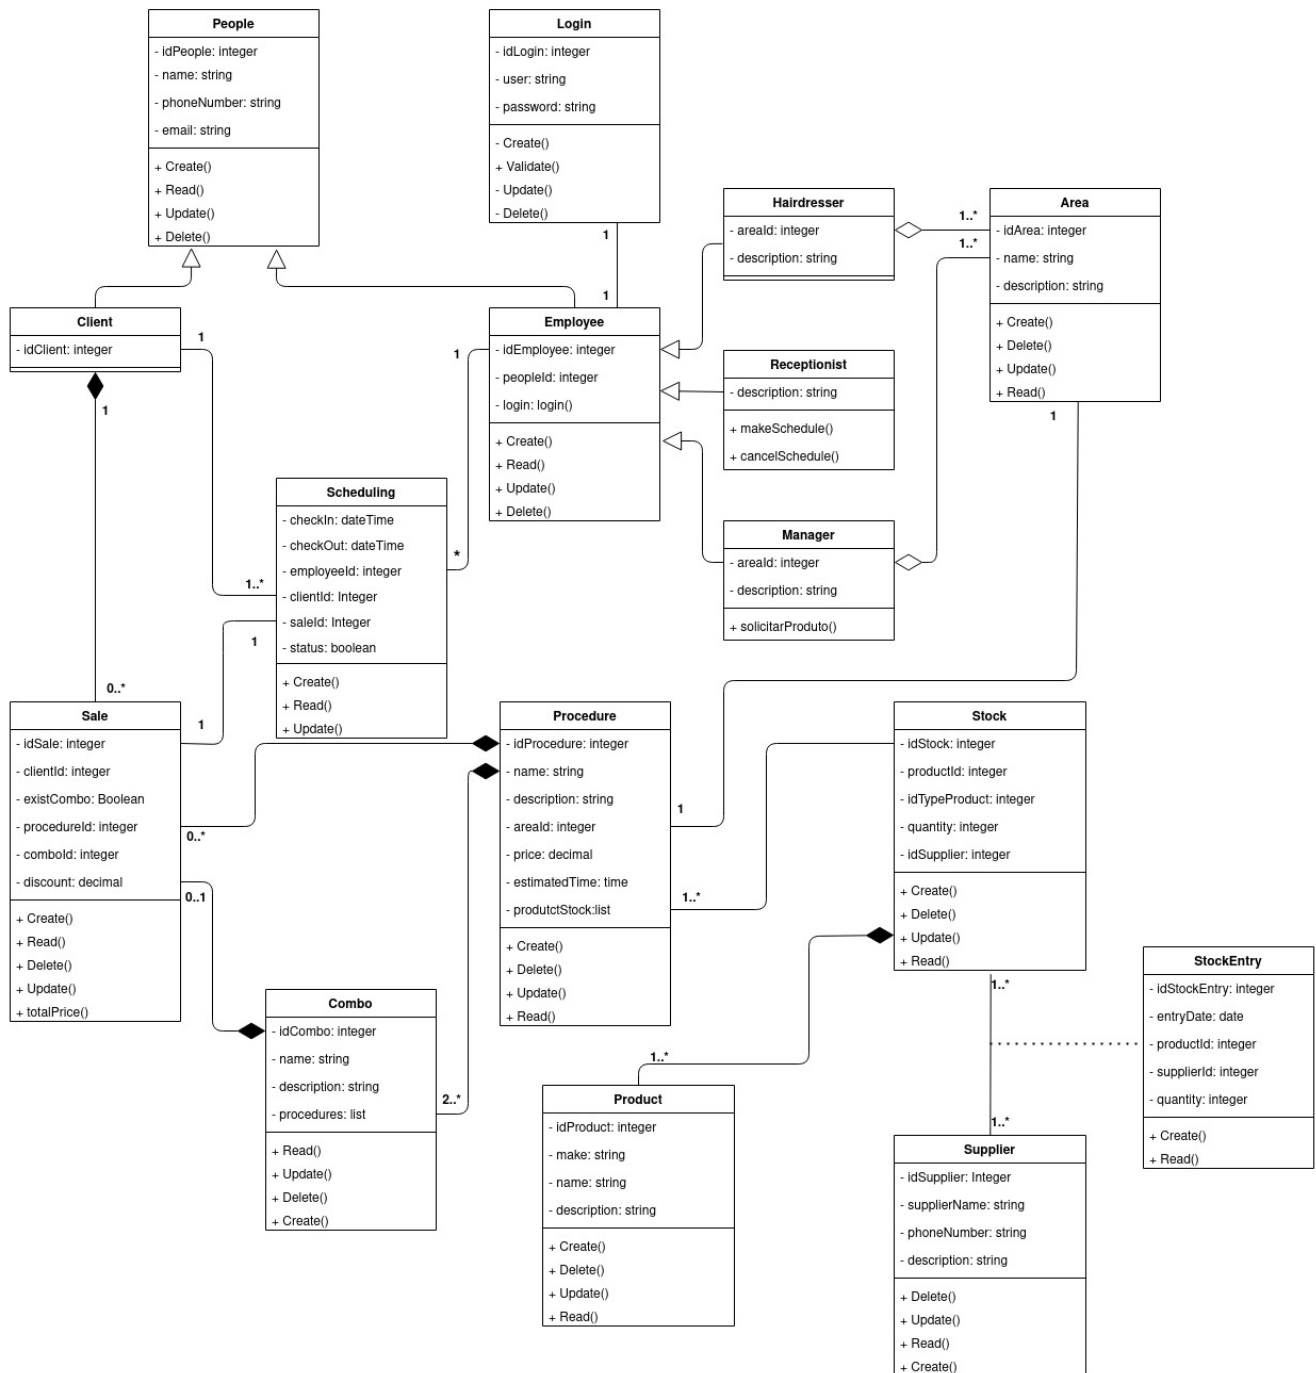 People
- idPeople: integer
- name: string
- phoneNumber: string
- email: string
+ Create()
+ Read()
+ Update()
+ Delete()
Login
- idLogin: integer
- user: string
- password: string
- Create()
+ Validate()
- Update()
- Delete()
1
1
Hairdresser
- areaId: integer
- description: string
1..*
1..*
Area
- idArea: integer
- name: string
- description: string
+ Create()
+ Delete()
+ Update()
+ Read()
1
Client
- idClient: integer
1
1
Employee
- idEmployee: integer
- peopleId: integer
- login: login()
+ Create()
+ Read()
+ Update()
+ Delete()
1
*
Receptionist
- description: string
+ makeSchedule()
+ cancelSchedule()
Scheduling
- checkIn: dateTime
- checkOut: dateTime
- employeeId: integer
- clientId: Integer
- saleId: Integer
- status: boolean
+ Create()
+ Read()
+ Update()
1..*
1
Manager
- areaId: integer
- description: string
+ solicitarProduto()
0..*
1
Sale
- idSale: integer
- clientId: integer
- existCombo: Boolean
- procedureId: integer
- comboId: integer
- discount: decimal
+ Create()
+ Read()
+ Delete()
+ Update()
+ totalPrice()
0..*
0..1
Procedure
- idProcedure: integer
- name: string
- description: string
- areaId: integer
- price: decimal
- estimatedTime: time
- produtctStock:list
+ Create()
+ Delete()
+ Update()
+ Read()
1
1..*
Stock
- idStock: integer
- productId: integer
- idTypeProduct: integer
- quantity: integer
- idSupplier: integer
+ Create()
+ Delete()
+ Update()
+ Read()
1..*
StockEntry
- idStockEntry: integer
- entryDate: date
- productId: integer
- supplierId: integer
- quantity: integer
+ Create()
+ Read()
Combo
- idCombo: integer
- name: string
- description: string
- procedures: list
+ Read()
+ Update()
+ Delete()
+ Create()
2..*
1..*
Product
- idProduct: integer
- make: string
- name: string
- description: string
+ Create()
+ Delete()
+ Update()
+ Read()
1..*
Supplier
- idSupplier: Integer
- supplierName: string
- phoneNumber: string
- description: string
+ Delete()
+ Update()
+ Read()
+ Create()